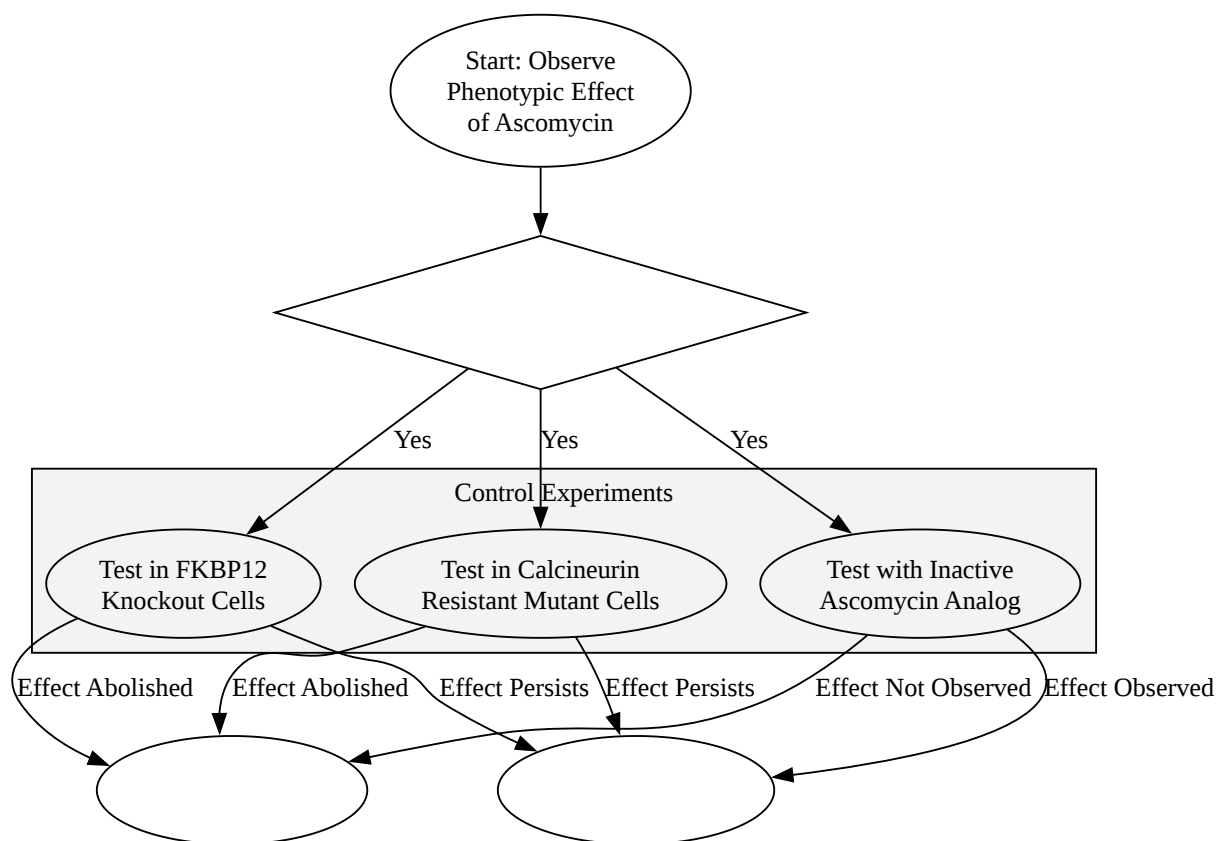 Start: Observe
Phenotypic Effect
of Ascomycin
Yes
Yes
Yes
Control Experiments
Test in FKBP12
Knockout Cells
Test in Calcineurin
Resistant Mutant Cells
Test with Inactive
Ascomycin Analog
Effect Abolished
Effect Abolished
Effect Persists
Effect Persists
Effect Not Observed
Effect Observed